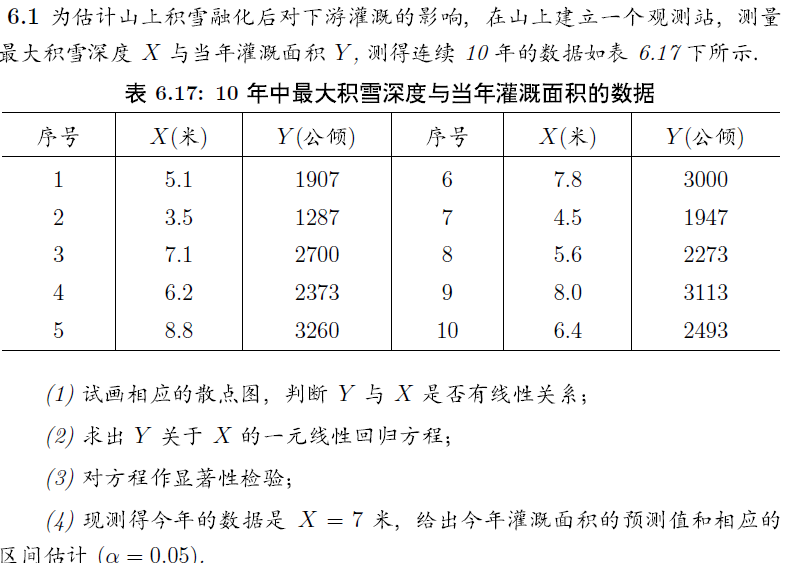 6.1 为估计山上积雪融化后对下游灌溉的影响，在山上建立一个观测站，测量
最大积雪深度 X 与当年灌溉面积 Y, 测得连续 10 年的数据如表 6.17 下所示.
表 6.17: 10 年中最大积雪深度与当年灌溉面积的数据
序号 X(米) Y(公倾) 序号 X(米) Y(公倾)
1 5.1 1907 6 7.8 3000
2 3.5 1287 7 4.5 1947
3 7.1 2700 8 5.6 2273
4 6.2 2373 9 8.0 3113
5 8.8 3260 10 6.4 2493
(1) 试画相应的散点图，判断 Y 与 X 是否有线性关系；
(2) 求出 Y 关于 X 的一元线性回归方程；
(3) 对方程作显著性检验；
(4) 现测得今年的数据是 X = 7 米，给出今年灌溉面积的预测值和相应的
区间估计 (α = 0.05).